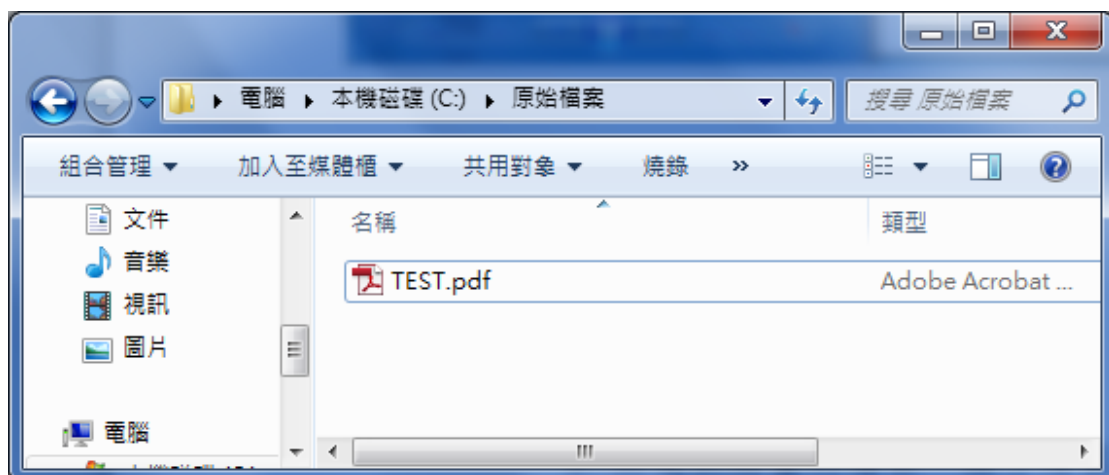 電腦 ▸ 本機磁碟 (C:) ▸ 原始檔案
搜尋 原始檔案
組合管理 加入至媒體櫃 共用對象 燒錄 »
文件
音樂
視訊
圖片
電腦
名稱 類型
TEST.pdf Adobe Acrobat ...